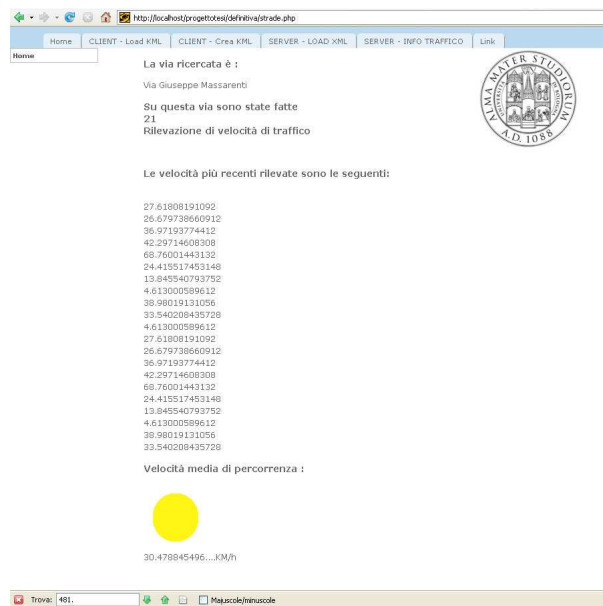 http://localhost/progettotesi/definitiva/strade.php
Home CLIENT - Load KML CLIENT - Crea KML SERVER - LOAD XML SERVER - INFO TRAFFICO Link
Home
La via ricercata è :
Via Giuseppe Massarenti
Su questa via sono state fatte
21
Rilevazione di velocità di traffico
ALMA MATER STUDIORUM
A.D. 1088
Le velocità più recenti rilevate sono le seguenti:
27.61808191092
26.679738660912
36.97193774412
42.29714608308
68.76001443132
24.415517453148
13.845540793752
4.613000589612
38.98019131056
33.540208435728
4.613000589612
27.61808191092
26.679738660912
36.97193774412
42.29714608308
68.76001443132
24.415517453148
13.845540793752
4.613000589612
38.98019131056
33.540208435728
Velocità media di percorrenza :
30.478845496....KM/h
Trova: 481. Maiuscole/minuscole